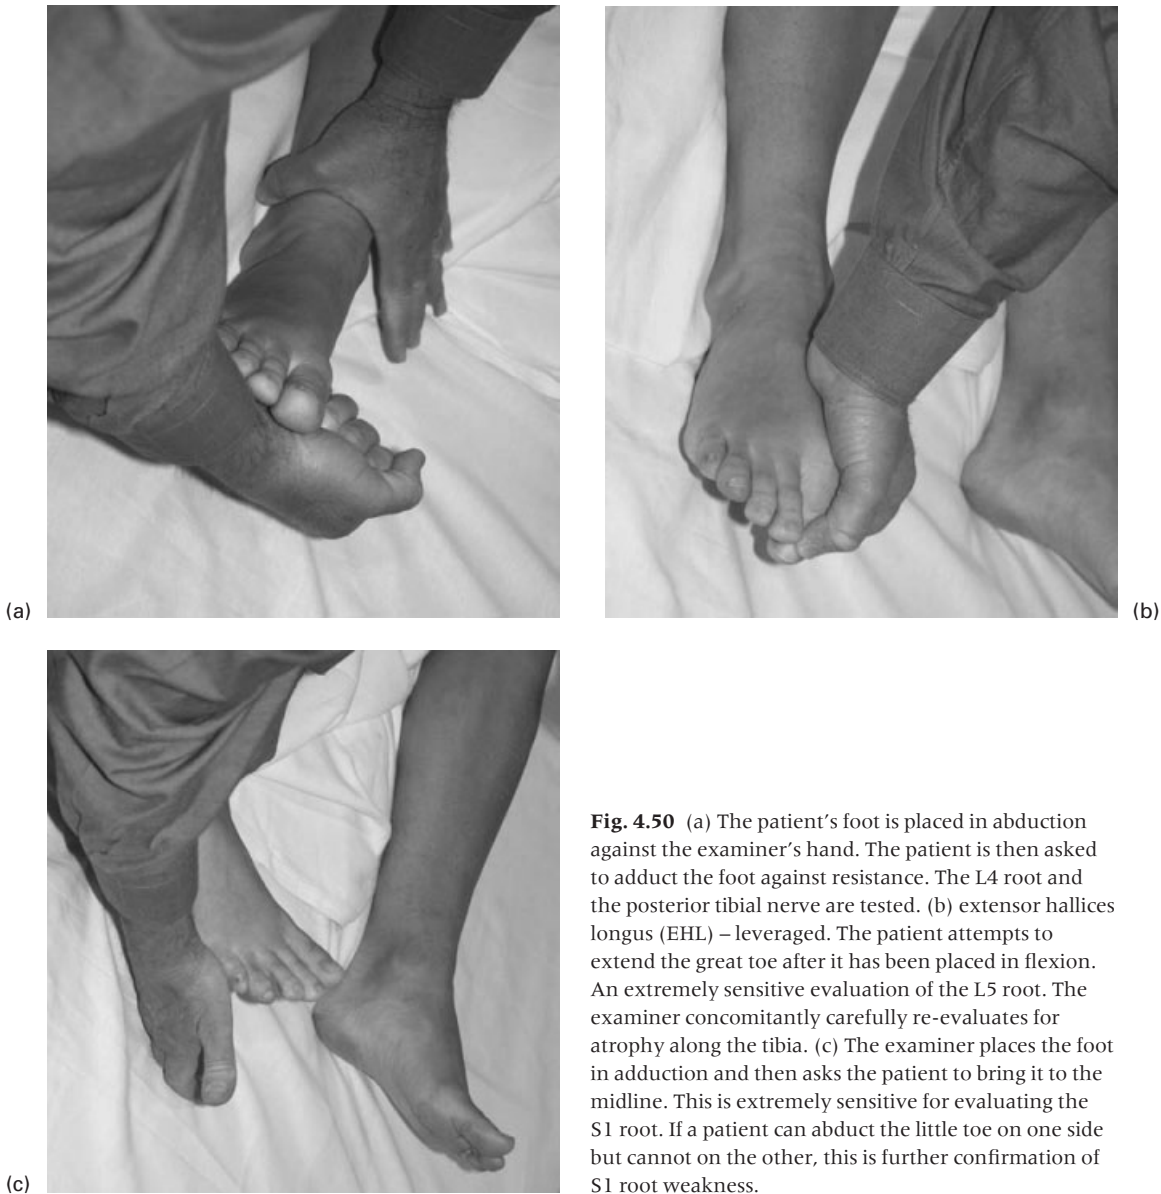 (a)
(b)
(c)
Fig. 4.50 (a) The patient’s foot is placed in abduction
against the examiner’s hand. The patient is then asked
to adduct the foot against resistance. The L4 root and
the posterior tibial nerve are tested. (b) extensor hallices
longus (EHL) – leveraged. The patient attempts to
extend the great toe after it has been placed in flexion.
An extremely sensitive evaluation of the L5 root. The
examiner concomitantly carefully re-evaluates for
atrophy along the tibia. (c) The examiner places the foot
in adduction and then asks the patient to bring it to the
midline. This is extremely sensitive for evaluating the
S1 root. If a patient can abduct the little toe on one side
but cannot on the other, this is further confirmation of
S1 root weakness.